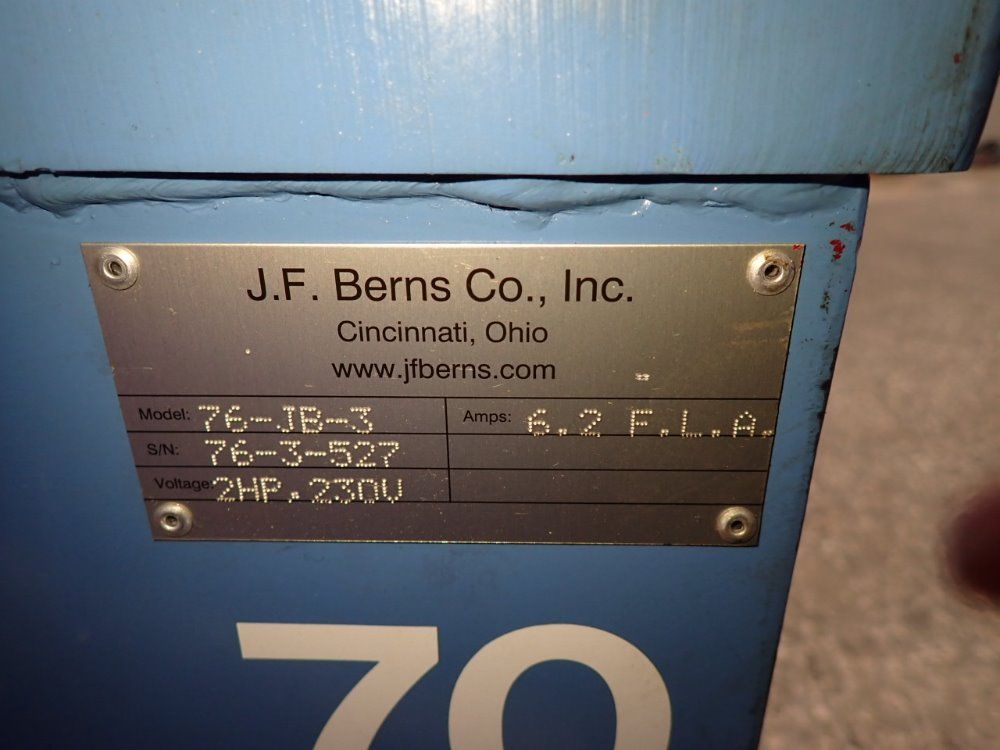 J.F. Berns Co., Inc.
Cincinnati, Ohio
www.jfberns.com
Model: 76-JB-3 Amps: 6.2 F.L.A.
S/N: 76-3-527
Voltage: 2HP.230V
70